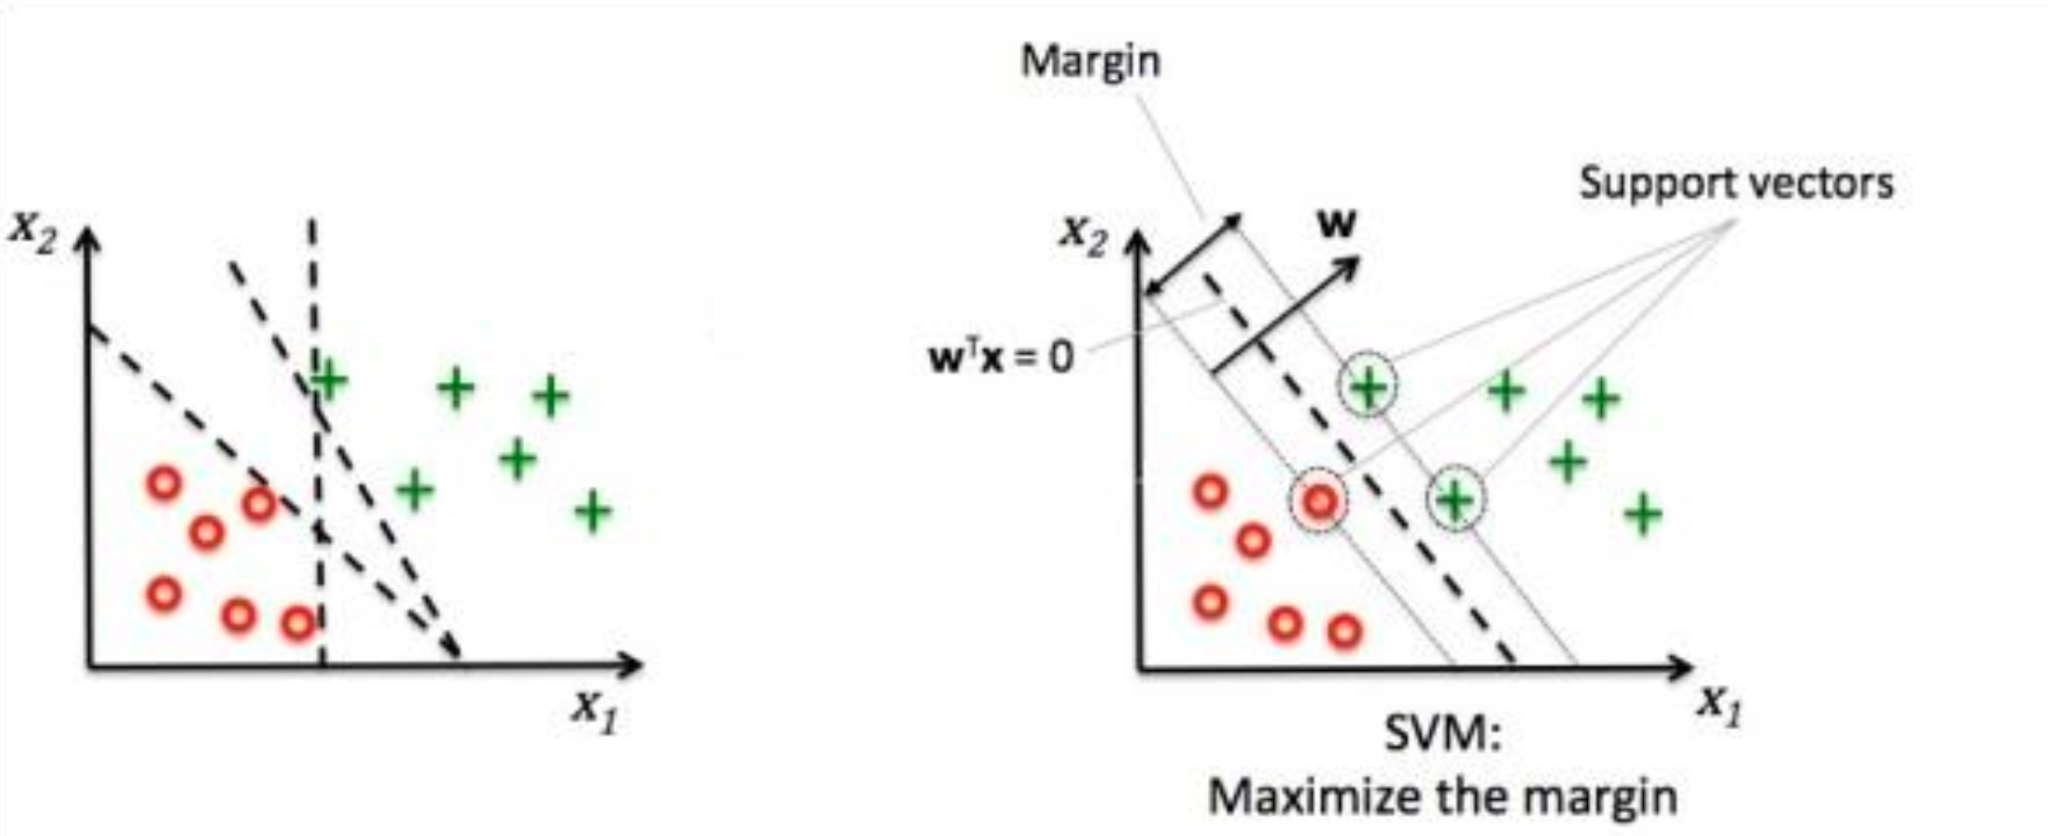 x₂
x₁
Margin
Support vectors
w
x₂
wᵀx = 0
x₁
SVM:
Maximize the margin